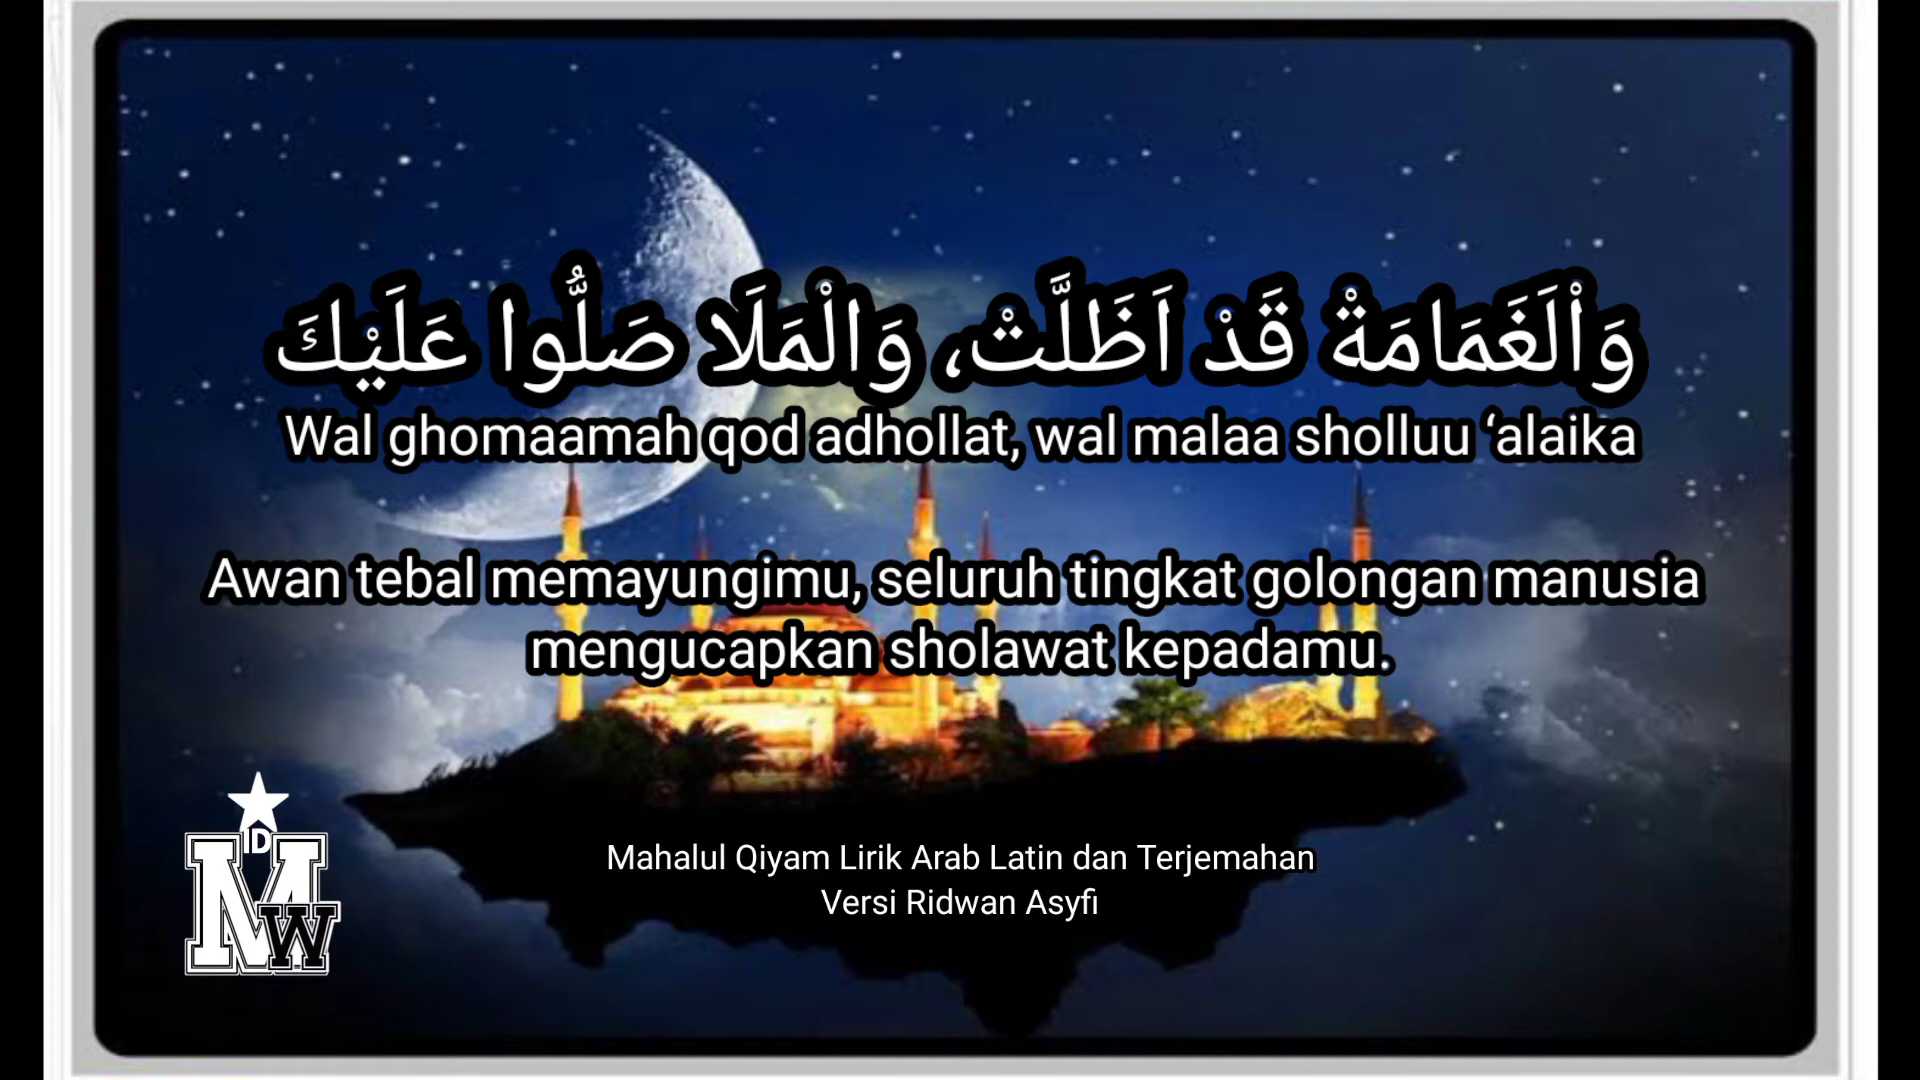 وَاْلَغَمَامَةْ قَدْ اَظَلَّتْ، وَالْمَلَا صَلُّوا عَلَيْكَ
Wal ghomaamah qod adhollat, wal malaa sholluu ‘alaika
Awan tebal memayungimu, seluruh tingkat golongan manusia
mengucapkan sholawat kepadamu.
ID
MW
Mahalul Qiyam Lirik Arab Latin dan Terjemahan
Versi Ridwan Asyfi